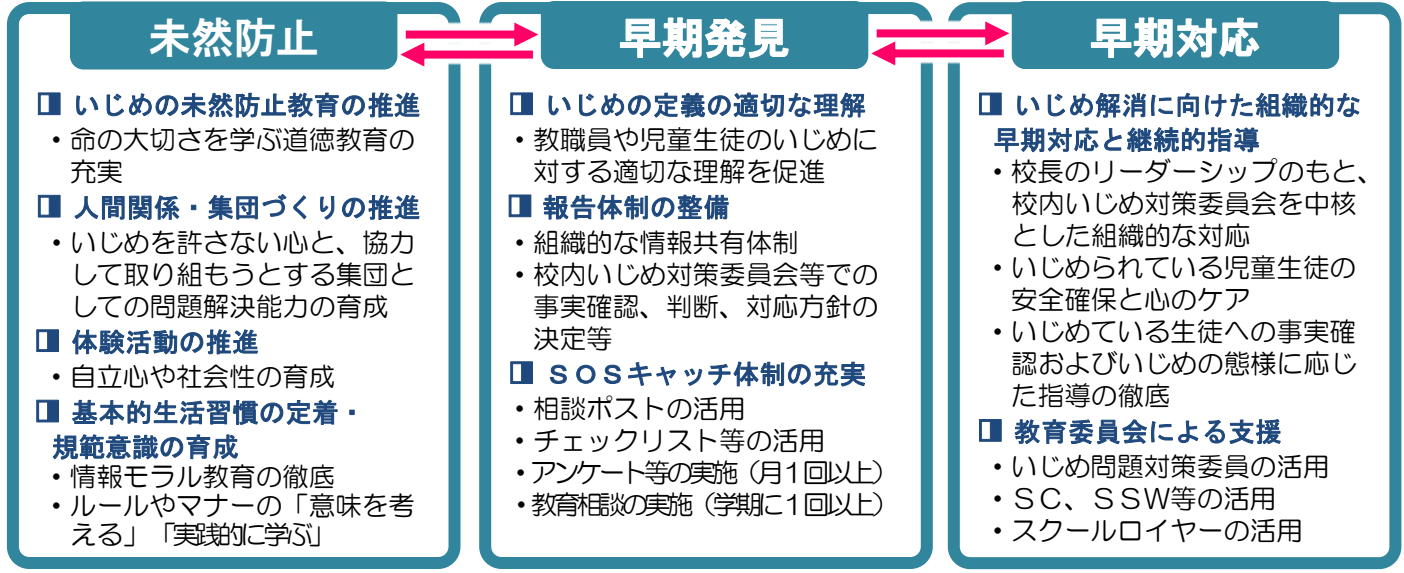 未然防止
◨ いじめの未然防止教育の推進
・命の大切さを学ぶ道徳教育の
充実
◨ 人間関係・集団づくりの推進
・いじめを許さない心と、協力
して取り組もうとする集団と
しての問題解決能力の育成
◨ 体験活動の推進
・自立心や社会性の育成
◨ 基本的生活習慣の定着・
規範意識の育成
・情報モラル教育の徹底
・ルールやマナーの「意味を考
える」「実践的に学ぶ」
早期発見
◨ いじめの定義の適切な理解
・教職員や児童生徒のいじめに
対する適切な理解を促進
◨ 報告体制の整備
・組織的な情報共有体制
・校内いじめ対策委員会等での
事実確認、判断、対応方針の
決定等
◨ ＳＯＳキャッチ体制の充実
・相談ポストの活用
・チェックリスト等の活用
・アンケート等の実施（月１回以上）
・教育相談の実施（学期に１回以上）
早期対応
◨ いじめ解消に向けた組織的な
早期対応と継続的指導
・校長のリーダーシップのもと、
校内いじめ対策委員会を中核
とした組織的な対応
・いじめられている児童生徒の
安全確保と心のケア
・いじめている生徒への事実確
認およびいじめの態様に応じ
た指導の徹底
◨ 教育委員会による支援
・いじめ問題対策委員の活用
・ＳＣ、ＳＳＷ等の活用
・スクールロイヤーの活用